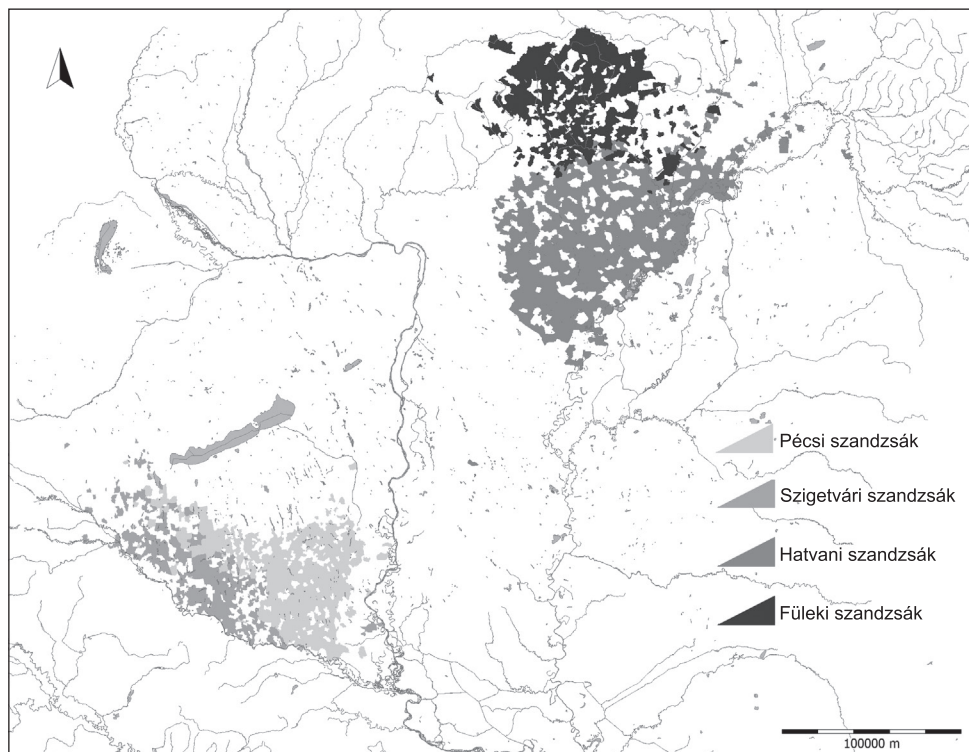 Pécsi szandzsák
Szigetvári szandzsák
Hatvani szandzsák
Füleki szandzsák
100000 m